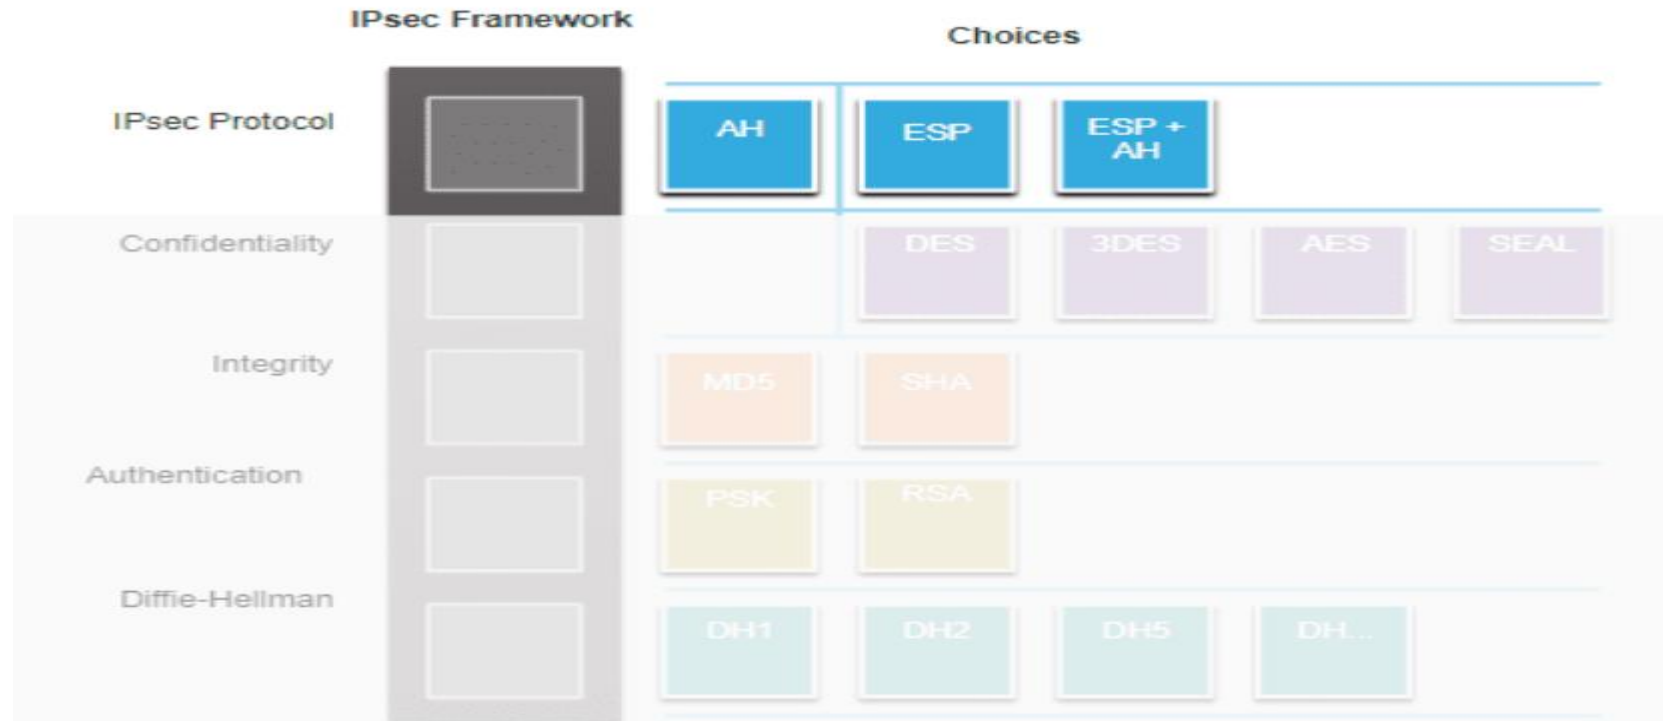 IPsec Framework
Choices
IPsec Protocol
AH
ESP
ESP +
AH
Confidentiality
DES
3DES
AES
SEAL
Integrity
MD5
SHA
Authentication
PSK
RSA
Diffie-Hellman
DH1
DH2
DH5
DH...